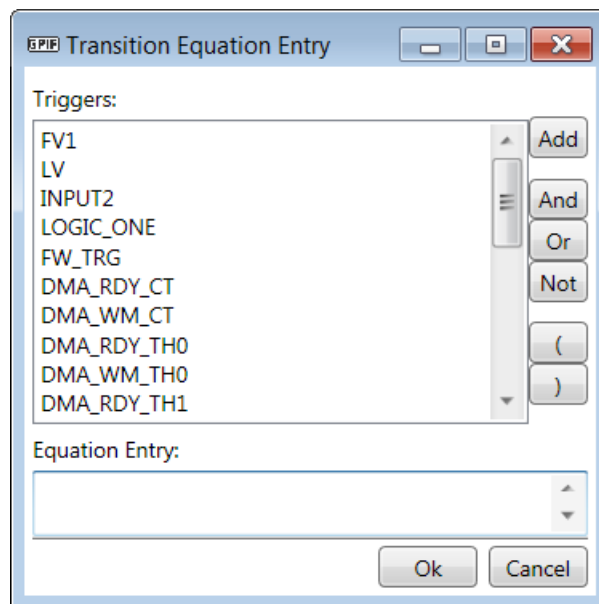 GPIF Transition Equation Entry
Triggers:
FV1
LV
INPUT2
LOGIC_ONE
FW_TRG
DMA_RDY_CT
DMA_WM_CT
DMA_RDY_TH0
DMA_WM_TH0
DMA_RDY_TH1
Add
And
Or
Not
(
)
Equation Entry:
Ok Cancel